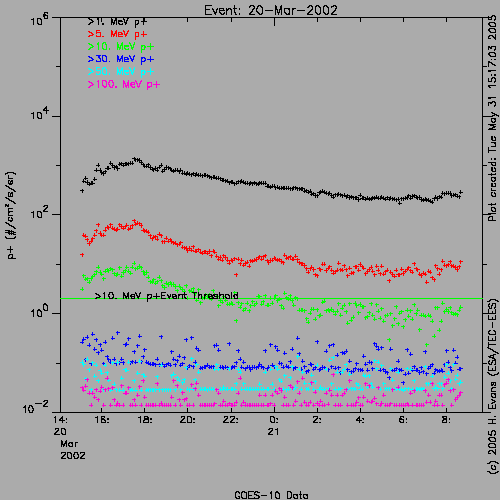 Event: 20-Mar-2002
>1. MeV p+
>5. MeV p+
>10. MeV p+
>30. MeV p+
>50. MeV p+
>100. MeV p+
10^6
10^4
10^2
10^0
10^-2
p+ (#/cm²/s/sr)
>10. MeV p+Event Threshold
14: 16: 18: 20: 22: 0: 2: 4: 6: 8:
20 21
Mar
2002
GOES-10 Data
Plot created: Tue May 31 15:17:03 2005
(c) 2005 H. Evans (ESA/TEC-EES)